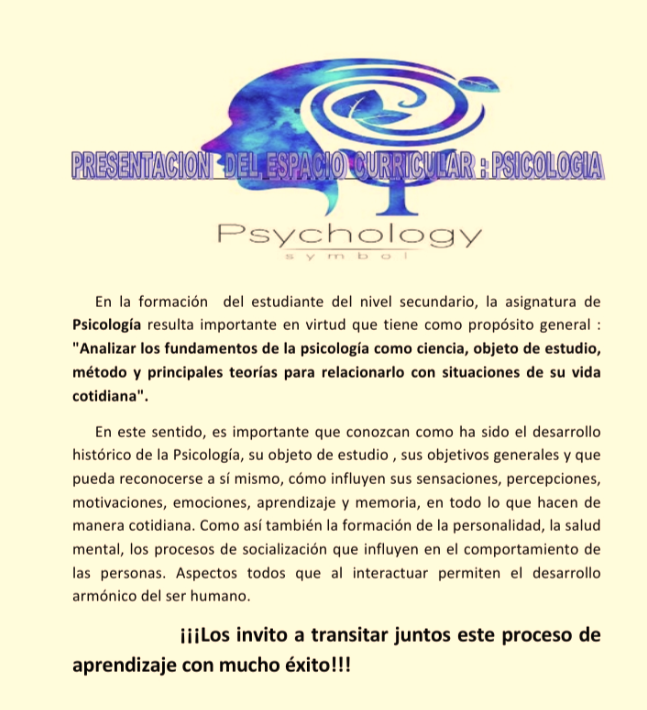 PRESENTACION DEL ESPACIO CURRICULAR : PSICOLOGIA
Psychology
symbol
En la formación del estudiante del nivel secundario, la asignatura de
Psicología resulta importante en virtud que tiene como propósito general :
"Analizar los fundamentos de la psicología como ciencia, objeto de estudio,
método y principales teorías para relacionarlo con situaciones de su vida
cotidiana".
En este sentido, es importante que conozcan como ha sido el desarrollo
histórico de la Psicología, su objeto de estudio , sus objetivos generales y que
pueda reconocerse a sí mismo, cómo influyen sus sensaciones, percepciones,
motivaciones, emociones, aprendizaje y memoria, en todo lo que hacen de
manera cotidiana. Como así también la formación de la personalidad, la salud
mental, los procesos de socialización que influyen en el comportamiento de
las personas. Aspectos todos que al interactuar permiten el desarrollo
armónico del ser humano.
¡¡¡Los invito a transitar juntos este proceso de
aprendizaje con mucho éxito!!!